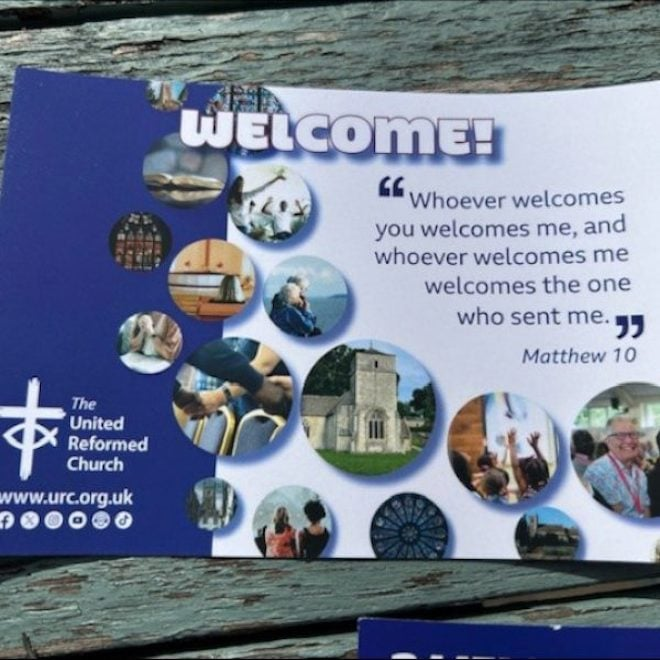 WELCOME!
“Whoever welcomes
you welcomes me, and
whoever welcomes me
welcomes the one
who sent me.”
Matthew 10
The
United
Reformed
Church
www.urc.org.uk